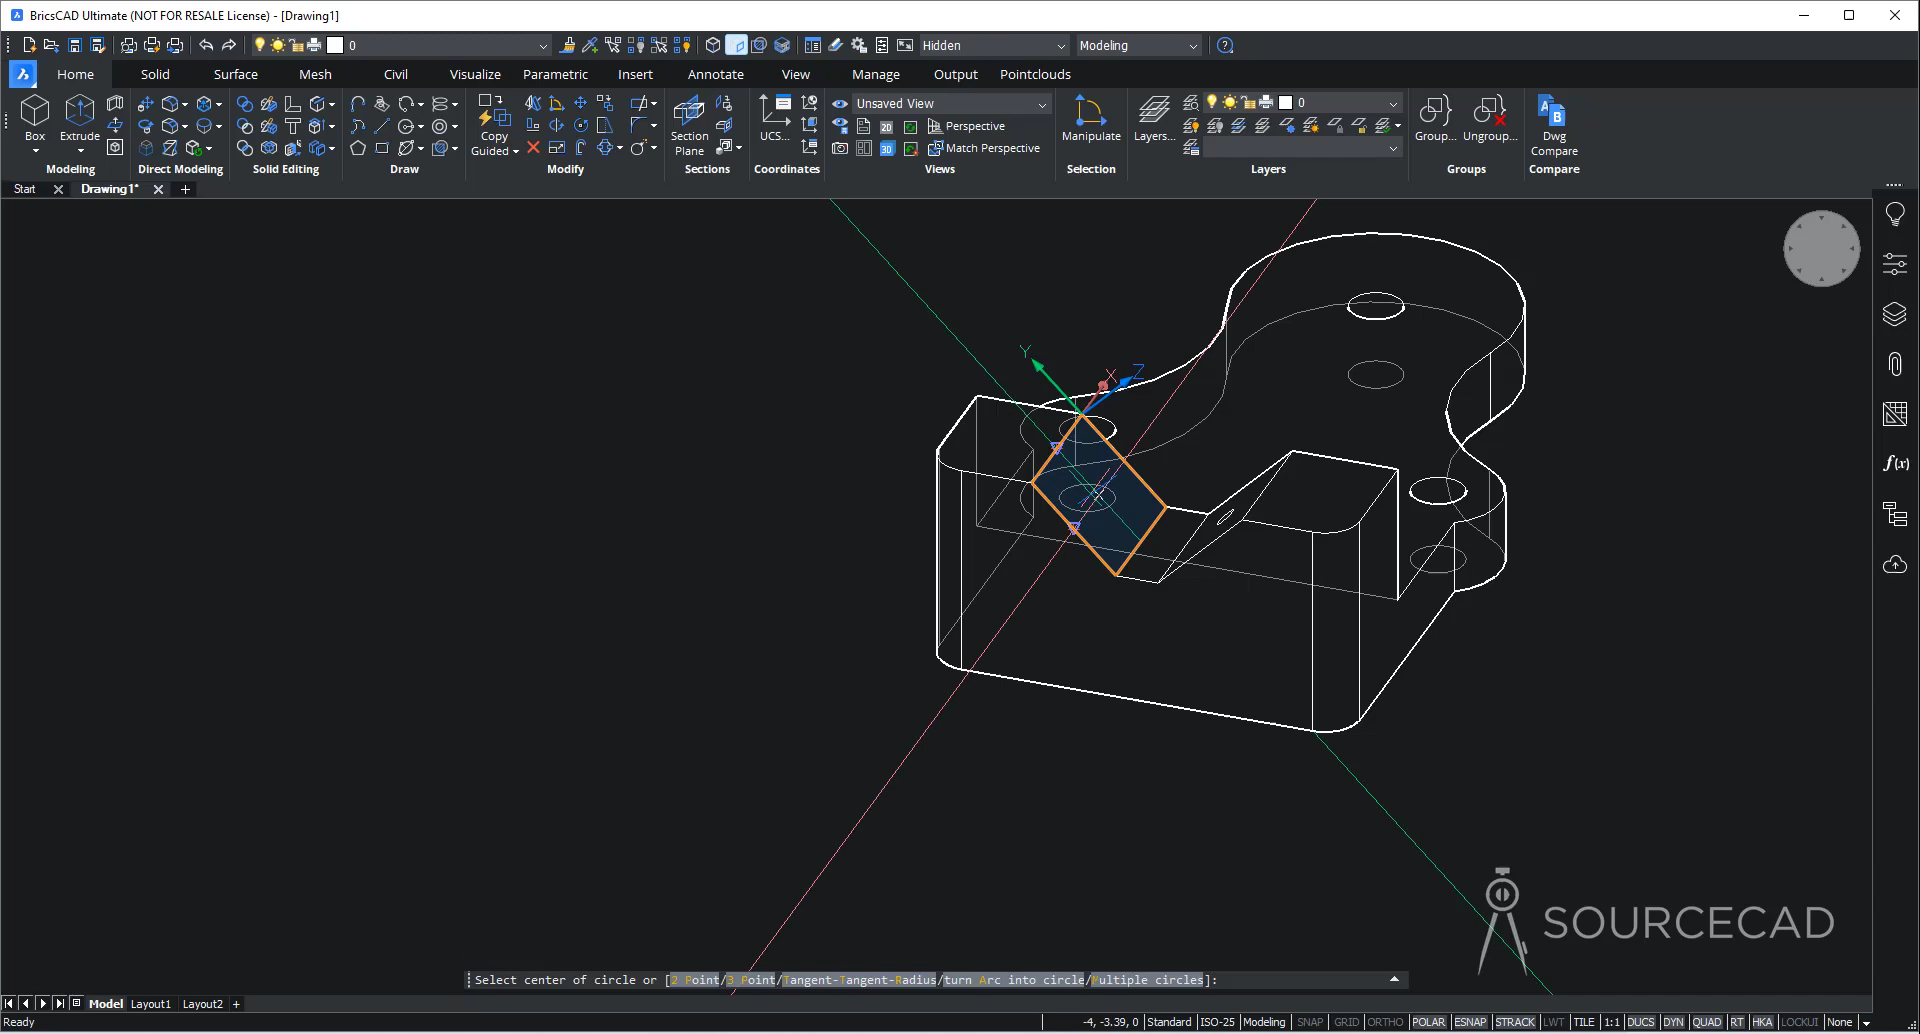 BricsCAD Ultimate (NOT FOR RESALE License) - [Drawing1]
0 Hidden Modeling
Home Solid Surface Mesh Civil Visualize Parametric Insert Annotate View Manage Output Pointclouds
Box Extrude Copy Guided Section Plane UCS... Unsaved View Perspective Match Perspective 2D 3D Manipulate Layers... 0 Group... Ungroup... A B Dwg Compare
Modeling Direct Modeling Solid Editing Draw Modify Sections Coordinates Views Selection Layers Groups Compare
Start Drawing1* +
Y X Z
f(x)
SOURCECAD
Select center of circle or [2 Point/3 Point/Tangent-Tangent-Radius/turn Arc into circle/Multiple circles]:
Model Layout1 Layout2 +
Ready -4, -3.39, 0 Standard ISO-25 Modeling SNAP GRID ORTHO POLAR ESNAP STRACK LWT TILE 1:1 DUCS DYN QUAD RT HKA LOCKUI None